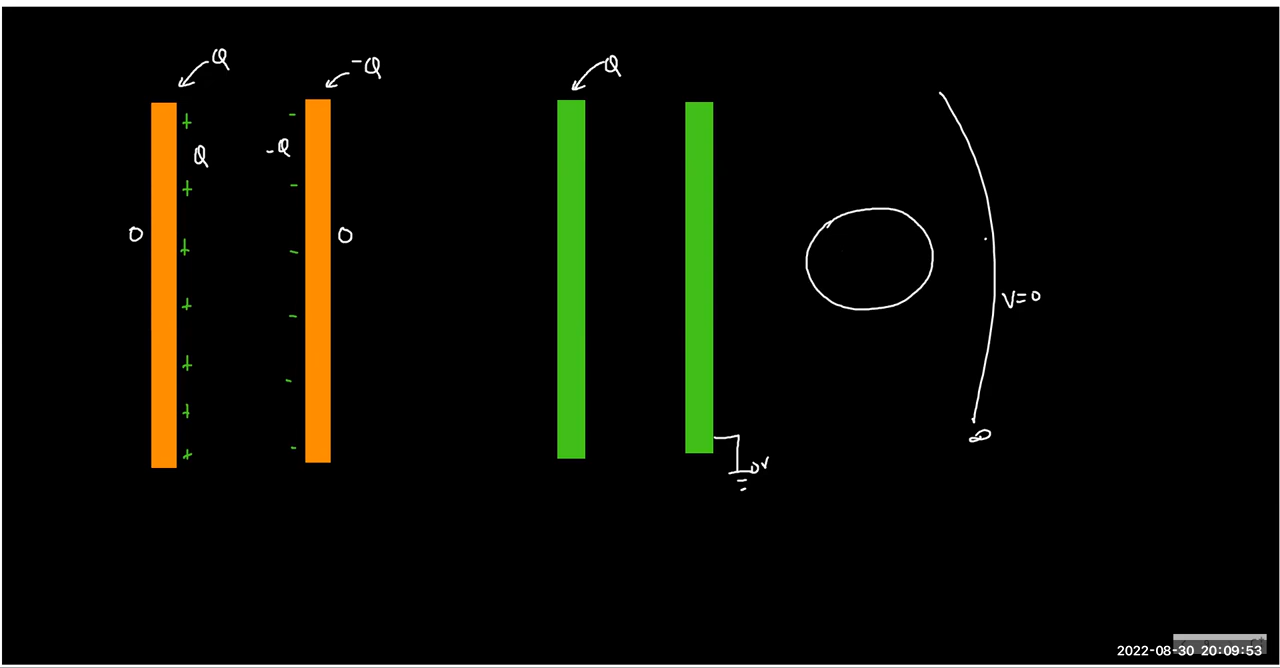 Q
-Q
Q
+ -
Q
-Q
+ -
0
0
+ -
V=0
+ -
+ -
+
∞
+ -
0V
2022-08-30 20:09:53